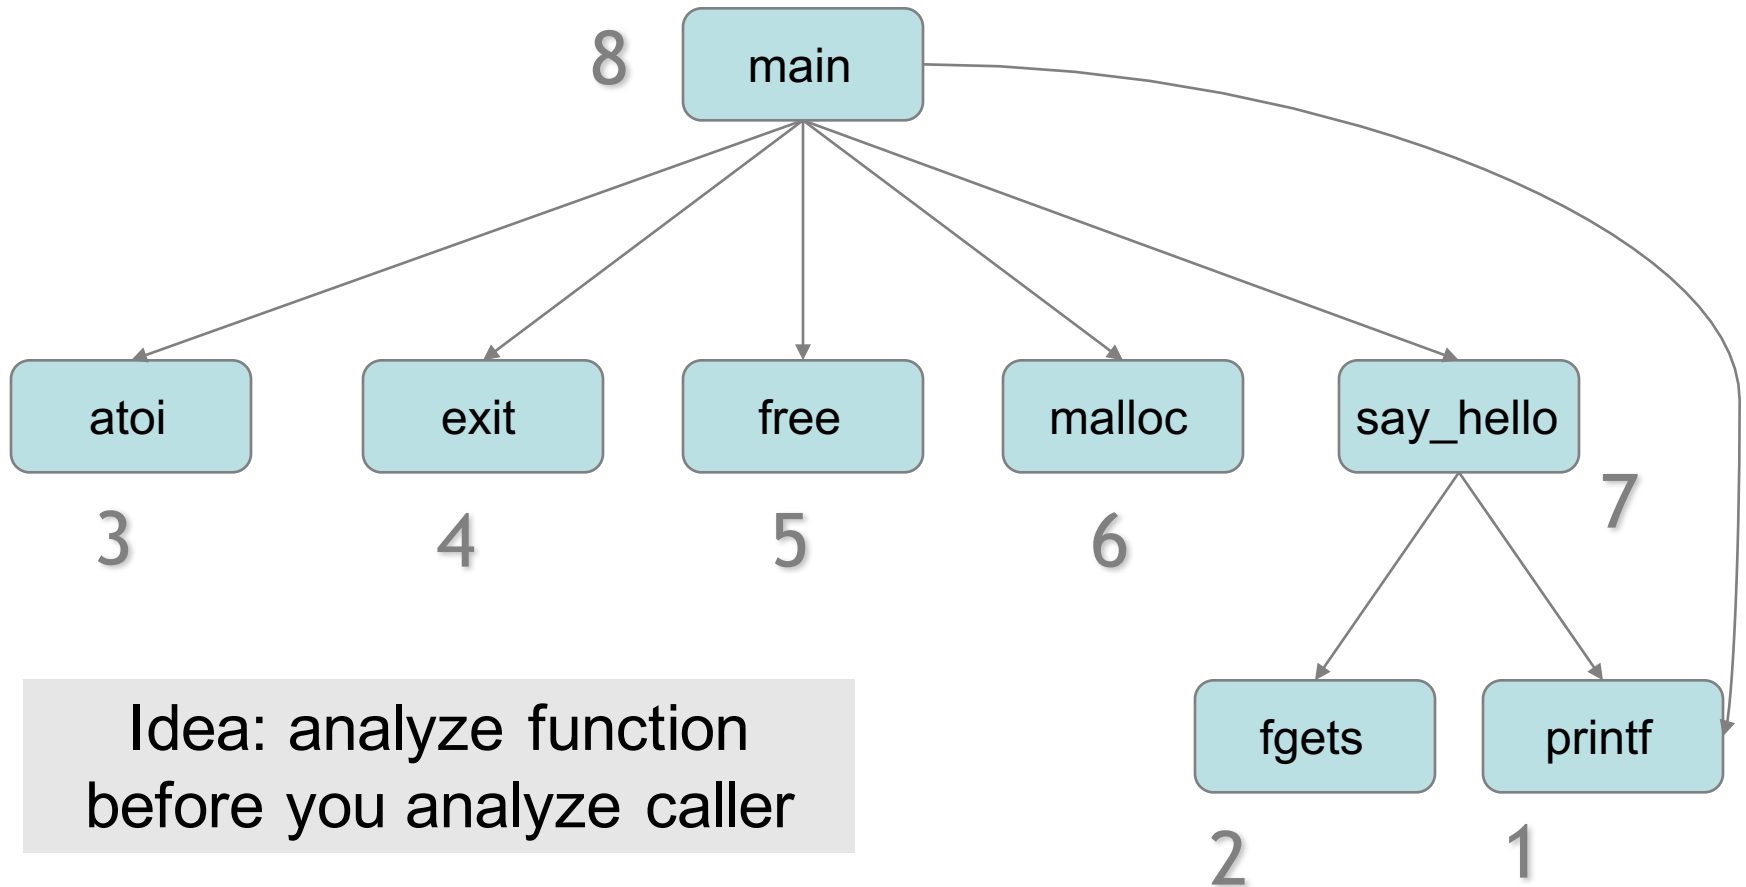 8
main
atoi
exit
free
malloc
say_hello
3
4
5
6
7
Idea: analyze function
before you analyze caller
fgets
printf
2
1